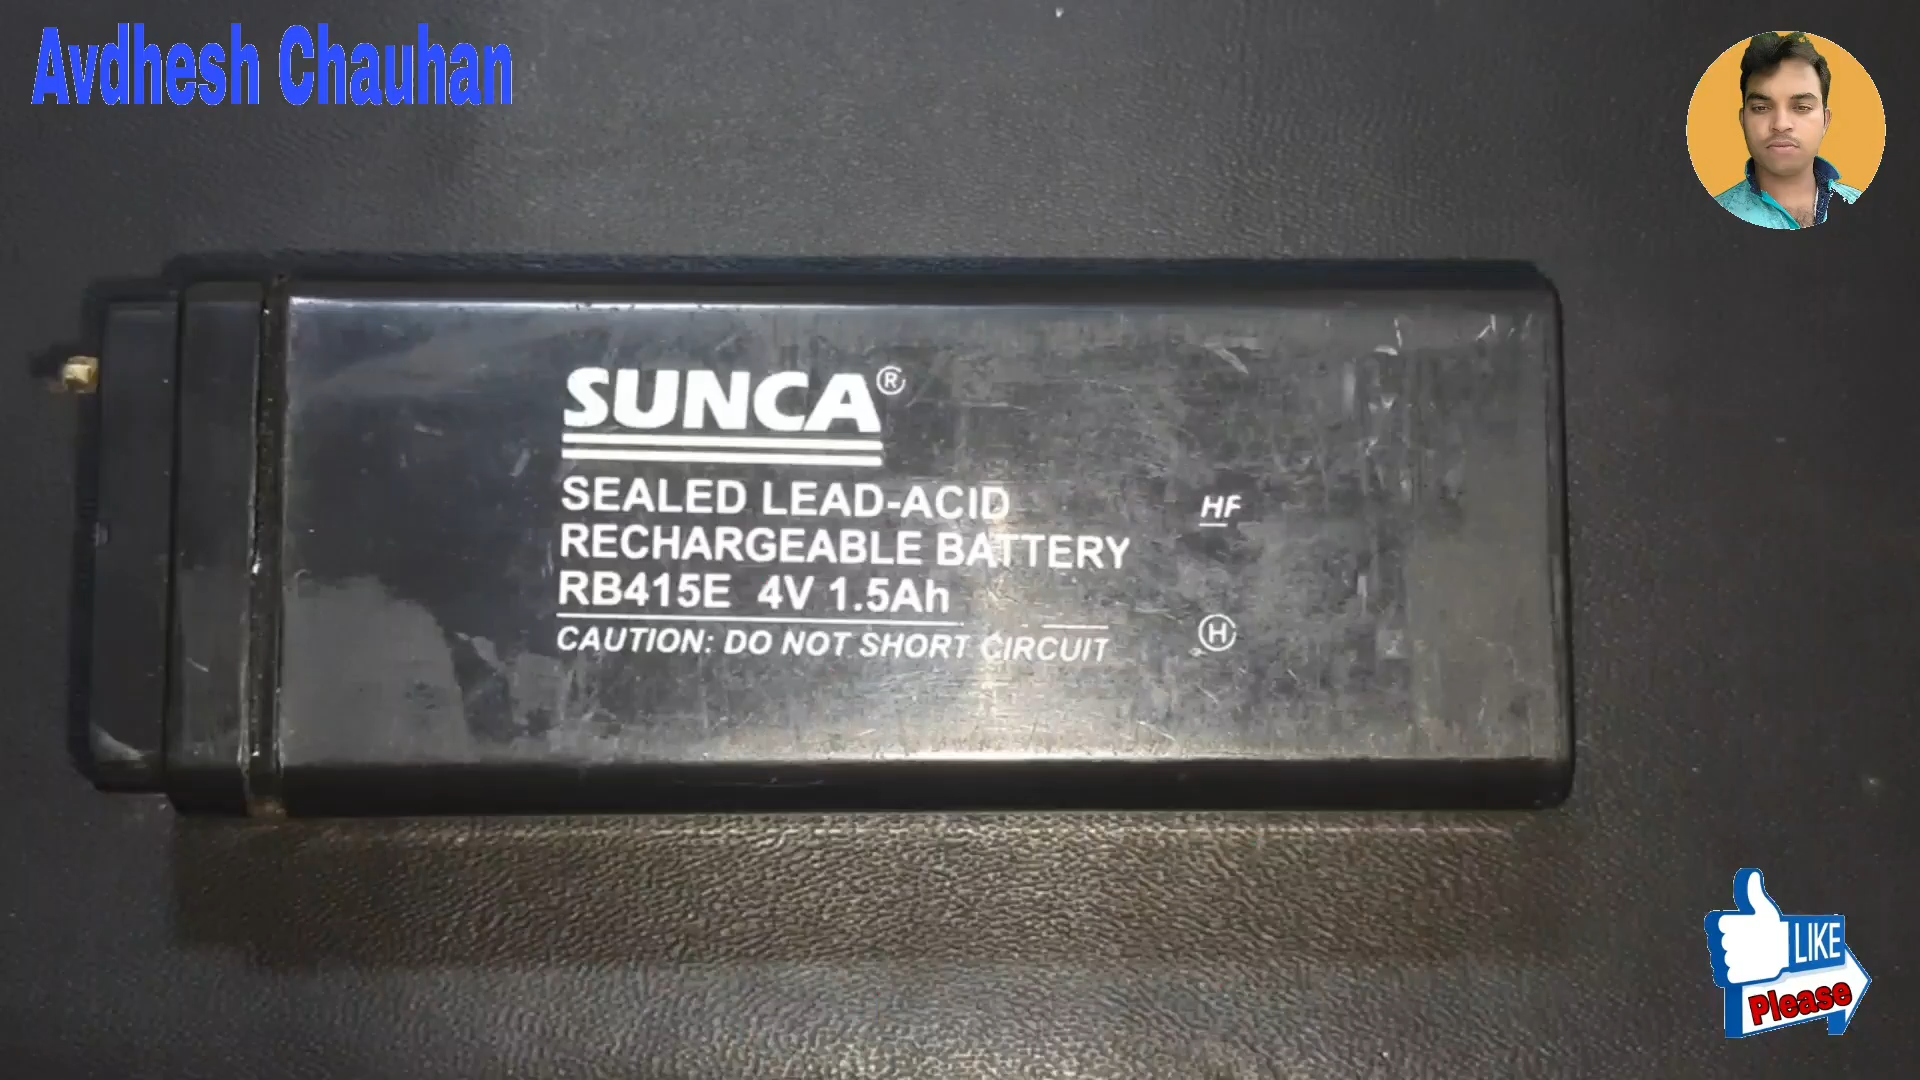 Avdhesh Chauhan
SUNCA®
SEALED LEAD-ACID
RECHARGEABLE BATTERY
RB415E 4V 1.5Ah
CAUTION: DO NOT SHORT CIRCUIT
HF
H
LIKE
Please